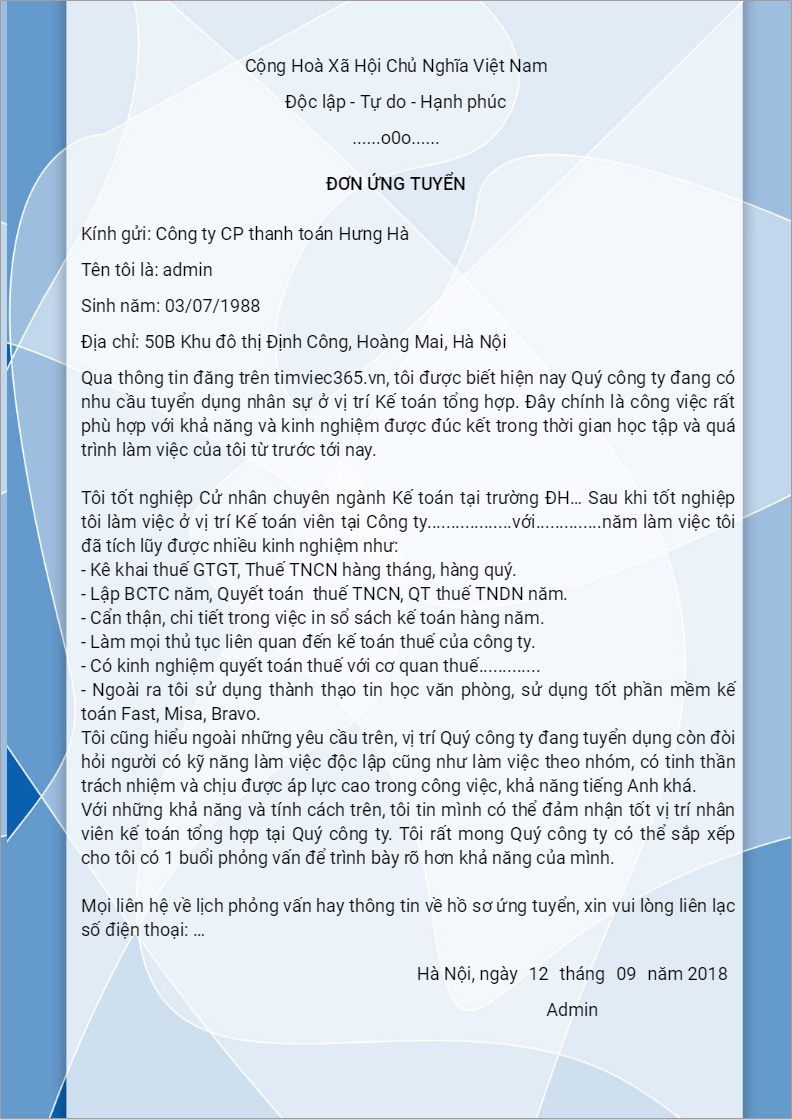 Cộng Hoà Xã Hội Chủ Nghĩa Việt Nam
Độc lập - Tự do - Hạnh phúc
......o0o......
ĐƠN ỨNG TUYỂN
Kính gửi: Công ty CP thanh toán Hưng Hà
Tên tôi là: admin
Sinh năm: 03/07/1988
Địa chỉ: 50B Khu đô thị Định Công, Hoàng Mai, Hà Nội
Qua thông tin đăng trên timviec365.vn, tôi được biết hiện nay Quý công ty đang có
nhu cầu tuyển dụng nhân sự ở vị trí Kế toán tổng hợp. Đây chính là công việc rất
phù hợp với khả năng và kinh nghiệm được đúc kết trong thời gian học tập và quá
trình làm việc của tôi từ trước tới nay.
Tôi tốt nghiệp Cử nhân chuyên ngành Kế toán tại trường ĐH... Sau khi tốt nghiệp
tôi làm việc ở vị trí Kế toán viên tại Công ty..................với..............năm làm việc tôi
đã tích lũy được nhiều kinh nghiệm như:
- Kê khai thuế GTGT, Thuế TNCN hàng tháng, hàng quý.
- Lập BCTC năm, Quyết toán  thuế TNCN, QT thuế TNDN năm.
- Cẩn thận, chi tiết trong việc in sổ sách kế toán hàng năm.
- Làm mọi thủ tục liên quan đến kế toán thuế của công ty.
- Có kinh nghiệm quyết toán thuế với cơ quan thuế.............
- Ngoài ra tôi sử dụng thành thạo tin học văn phòng, sử dụng tốt phần mềm kế
toán Fast, Misa, Bravo.
Tôi cũng hiểu ngoài những yêu cầu trên, vị trí Quý công ty đang tuyển dụng còn đòi
hỏi người có kỹ năng làm việc độc lập cũng như làm việc theo nhóm, có tinh thần
trách nhiệm và chịu được áp lực cao trong công việc, khả năng tiếng Anh khá.
Với những khả năng và tính cách trên, tôi tin mình có thể đảm nhận tốt vị trí nhân
viên kế toán tổng hợp tại Quý công ty. Tôi rất mong Quý công ty có thể sắp xếp
cho tôi có 1 buổi phỏng vấn để trình bày rõ hơn khả năng của mình.
Mọi liên hệ về lịch phỏng vấn hay thông tin về hồ sơ ứng tuyển, xin vui lòng liên lạc
số điện thoại: ...
Hà Nội, ngày 12 tháng 09 năm 2018
Admin